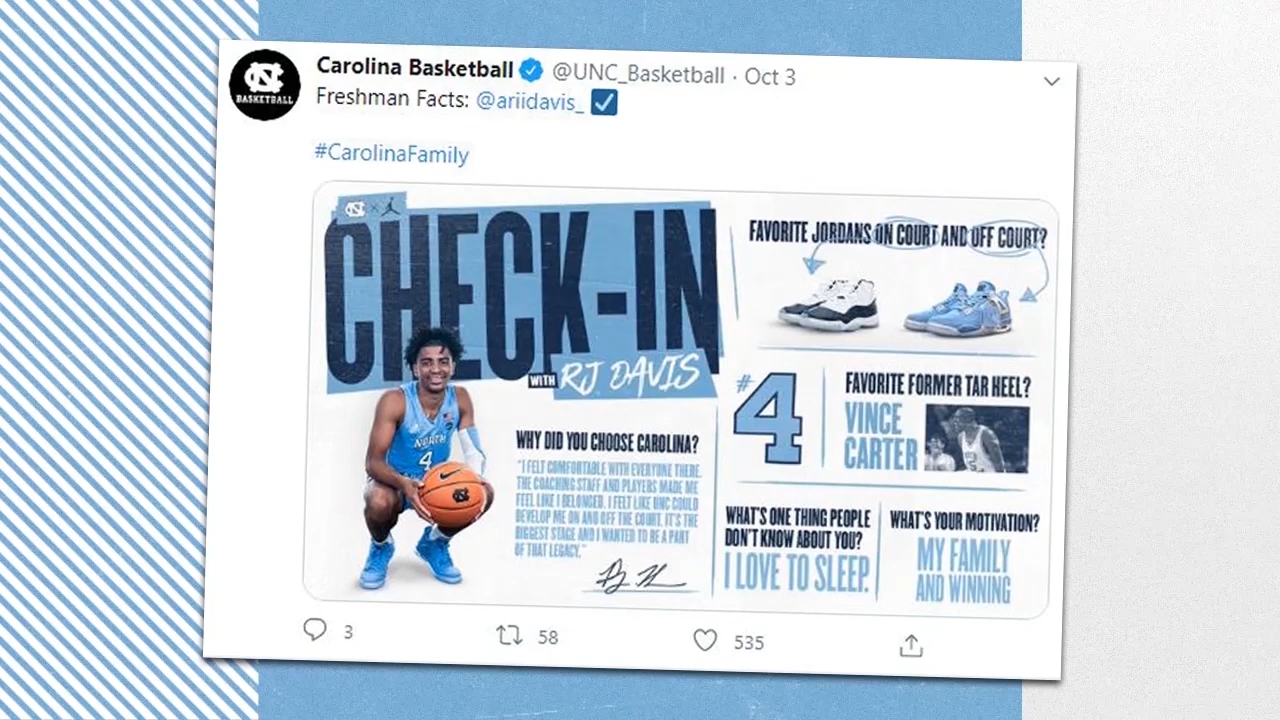 Carolina Basketball @UNC_Basketball · Oct 3
Freshman Facts: @ariidavis_
#CarolinaFamily
NC
BASKETBALL
CHECK-IN
WITH RJ DAVIS
NORTH
4
WHY DID YOU CHOOSE CAROLINA?
"I FELT COMFORTABLE WITH EVERYONE THERE.
THE COACHING STAFF AND PLAYERS MADE ME
FEEL LIKE I BELONGED. I FELT LIKE UNC COULD
DEVELOP ME ON AND OFF THE COURT. IT'S THE
BIGGEST STAGE AND I WANTED TO BE A PART
OF THAT LEGACY."
FAVORITE JORDANS ON COURT AND OFF COURT?
#4
FAVORITE FORMER TAR HEEL?
VINCE
CARTER
WHAT'S ONE THING PEOPLE
DON'T KNOW ABOUT YOU?
I LOVE TO SLEEP.
WHAT'S YOUR MOTIVATION?
MY FAMILY
AND WINNING
3
58
535